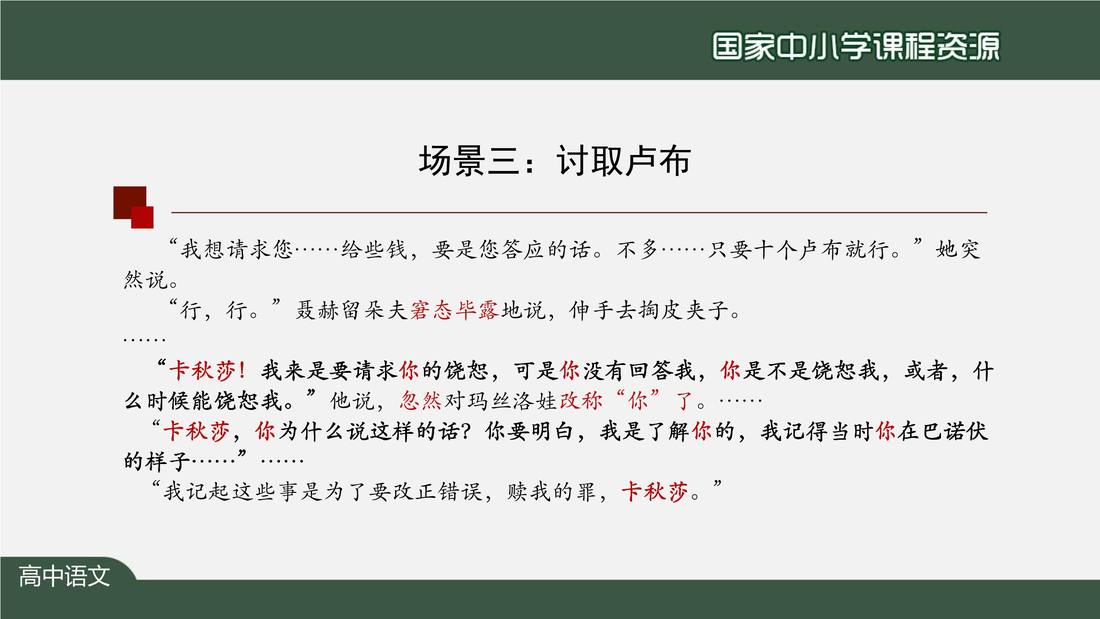 国家中小学课程资源
场景三：讨取卢布
“我想请求您……给些钱，要是您答应的话。不多……只要十个卢布就行。”她突
然说。
“行，行。”聂赫留朵夫窘态毕露地说，伸手去掏皮夹子。
……
“卡秋莎！我来是要请求你的饶恕，可是你没有回答我，你是不是饶恕我，或者，什
么时候能饶恕我。”他说，忽然对玛丝洛娃改称“你”了。……
“卡秋莎，你为什么说这样的话？你要明白，我是了解你的，我记得当时你在巴诺伏
的样子……”……
“我记起这些事是为了要改正错误，赎我的罪，卡秋莎。”
高中语文